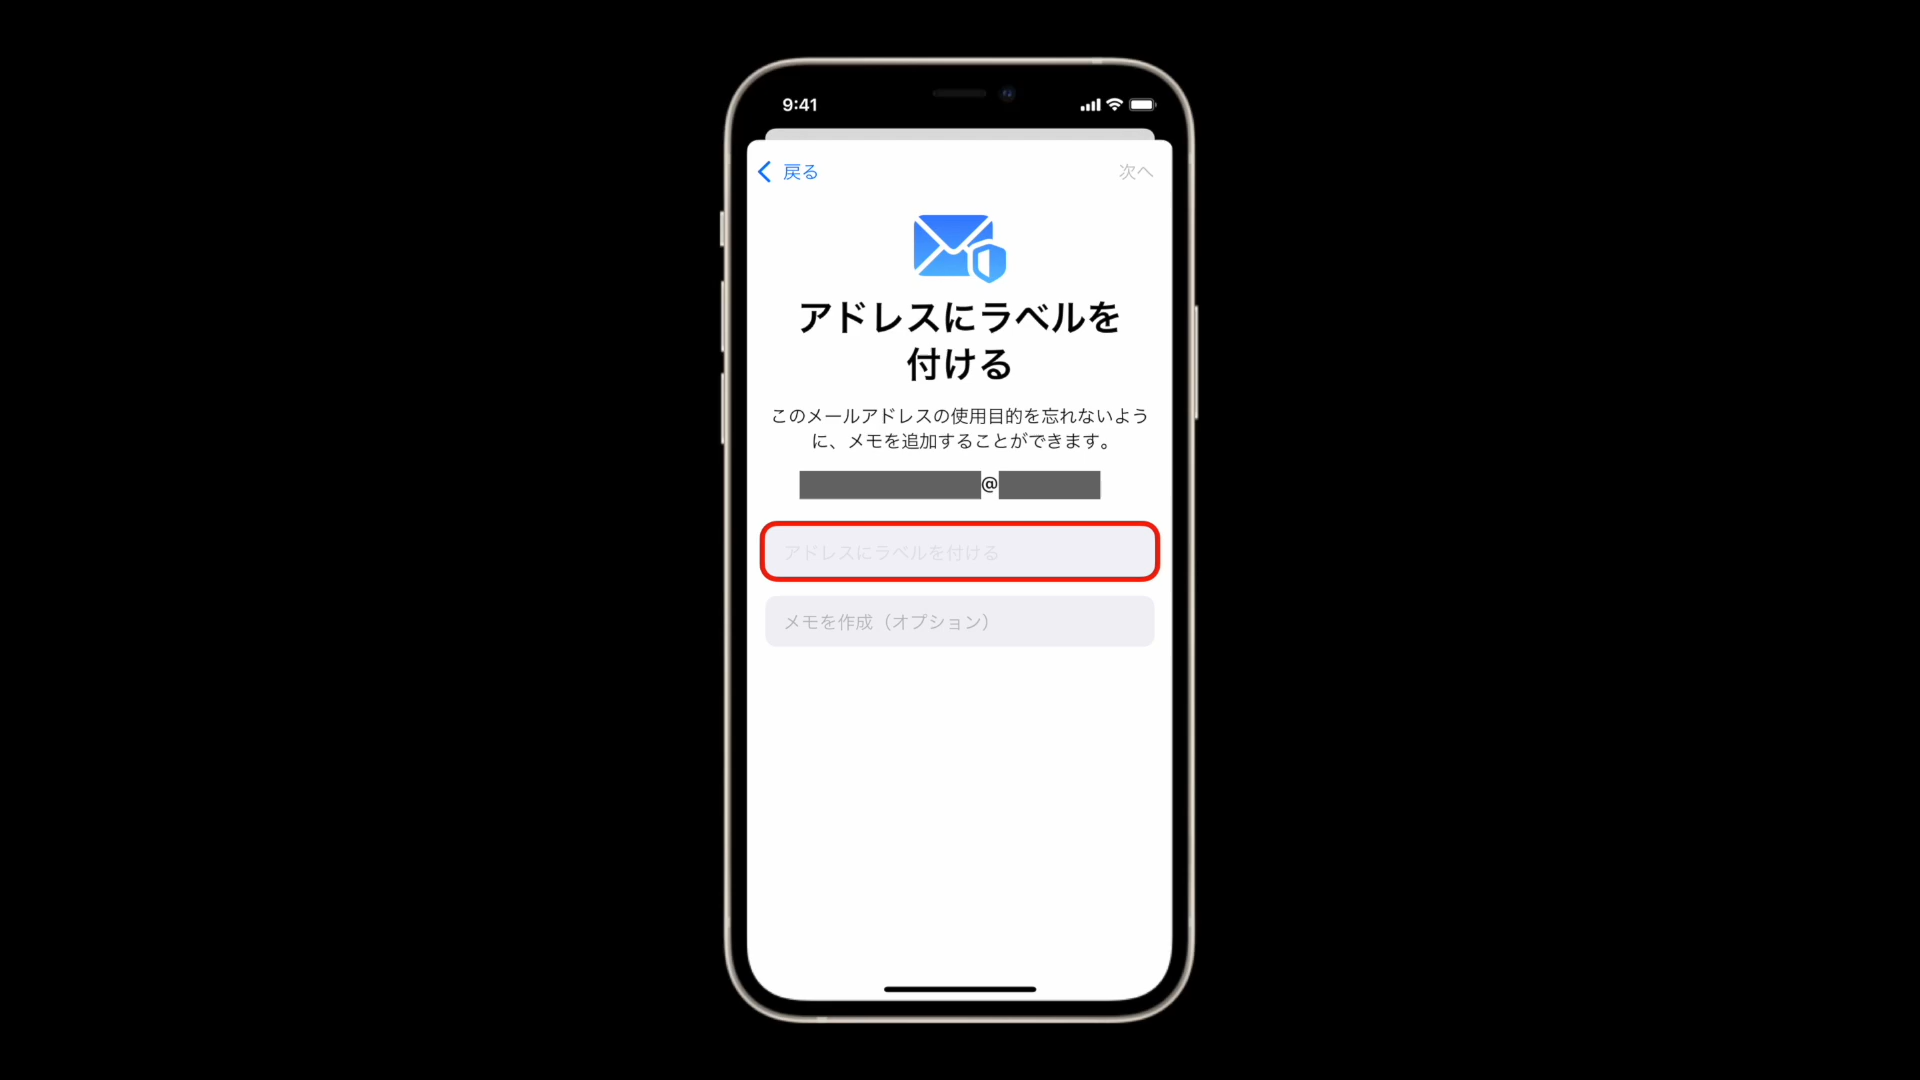 9:41
戻る
次へ
アドレスにラベルを
付ける
このメールアドレスの使用目的を忘れないよう
に、メモを追加することができます。
@
アドレスにラベルを付ける
メモを作成（オプション）